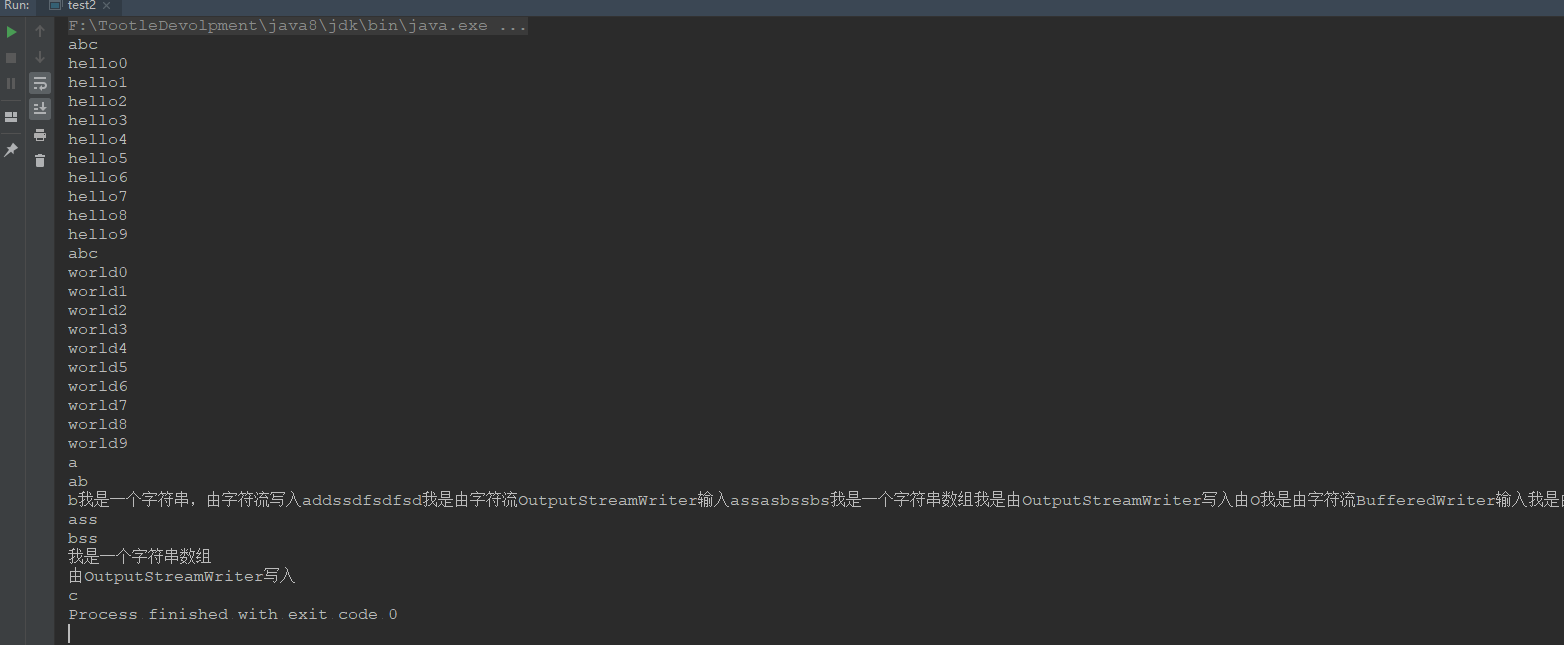 Run: test2
F:\TootleDevolpment\java8\jdk\bin\java.exe ...
abc
hello0
hello1
hello2
hello3
hello4
hello5
hello6
hello7
hello8
hello9
abc
world0
world1
world2
world3
world4
world5
world6
world7
world8
world9
a
ab
b我是一个字符串，由字符流写入addssdfsdfsd我是由字符流OutputStreamWriter输入assasbssbs我是一个字符串数组我是由OutputStreamWriter写入由O我是由字符流BufferedWriter输入我是
ass
bss
我是一个字符串数组
由OutputStreamWriter写入
c
Process finished with exit code 0